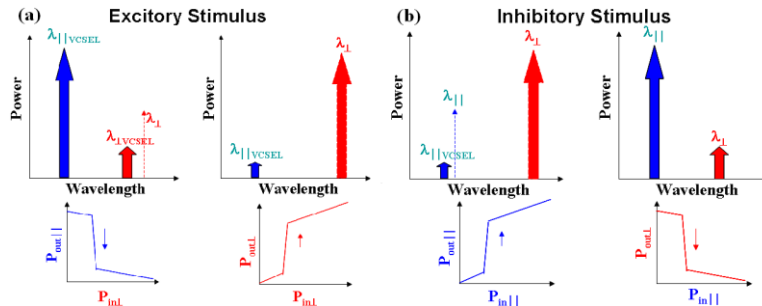 (a) Excitory Stimulus
λ||VCSEL
λ⊥VCSEL
λ⊥
Power
Wavelength
λ⊥
λ||VCSEL
Power
Wavelength
Pout||
Pin⊥
Pout⊥
Pin⊥
(b) Inhibitory Stimulus
λ⊥
λ||
λ||VCSEL
Power
Wavelength
λ||
λ⊥
Power
Wavelength
Pout||
Pin||
Pout⊥
Pin||